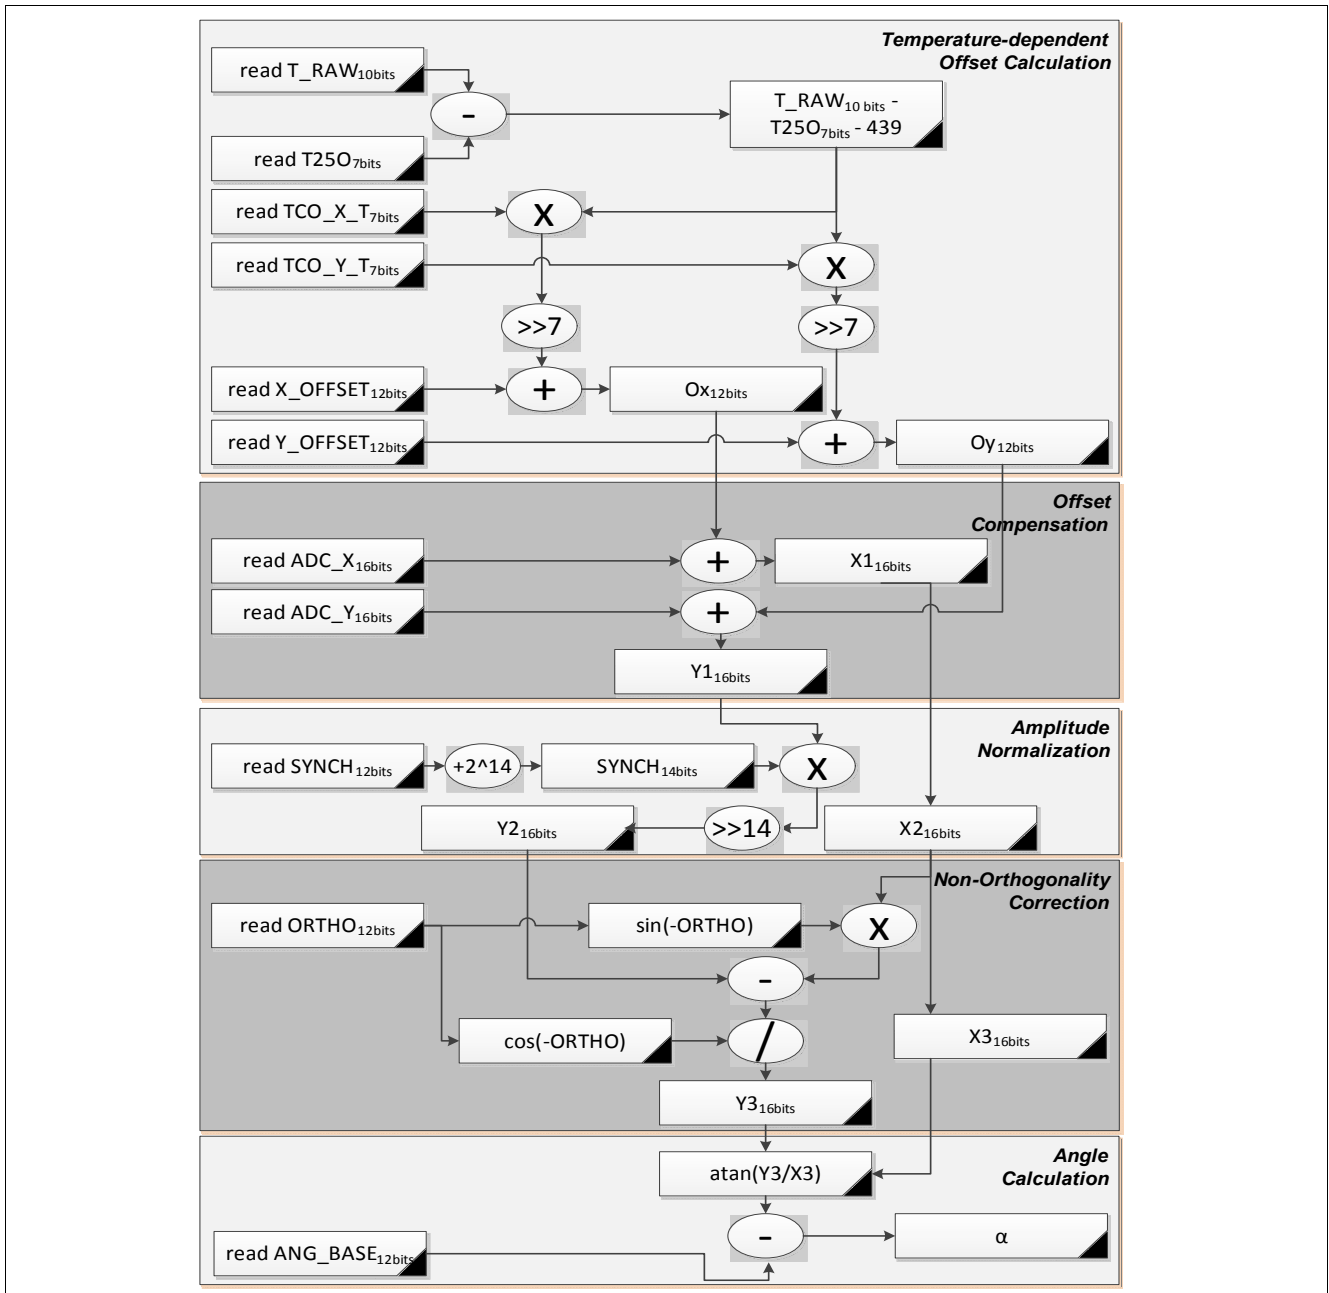 Temperature-dependent
Offset Calculation
read T_RAW10bits
-
T_RAW10 bits -
T25O7bits - 439
read T25O7bits
read TCO_X_T7bits
X
read TCO_Y_T7bits
X
>>7
>>7
read X_OFFSET12bits
+
Ox12bits
read Y_OFFSET12bits
+
Oy12bits
Offset
Compensation
read ADC_X16bits
+
X116bits
read ADC_Y16bits
+
Y116bits
Amplitude
Normalization
read SYNCH12bits
+2^14
SYNCH14bits
X
Y216bits
>>14
X216bits
Non-Orthogonality
Correction
read ORTHO12bits
sin(-ORTHO)
X
-
cos(-ORTHO)
/
X316bits
Y316bits
Angle
Calculation
atan(Y3/X3)
-
α
read ANG_BASE12bits